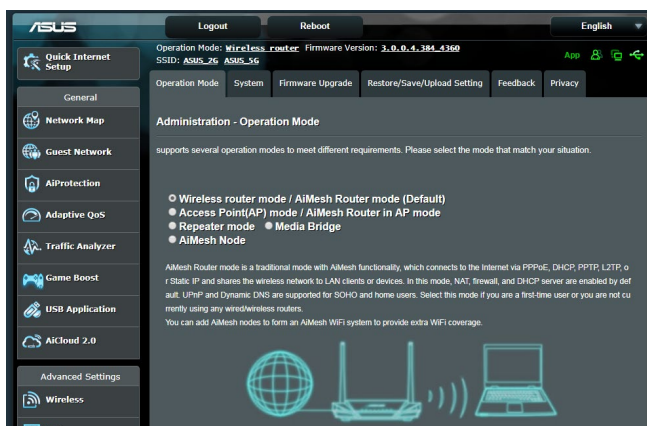 ASUS
Logout
Reboot
English
Quick Internet Setup
Operation Mode: Wireless router Firmware Version: 3.0.0.4.384_4360
SSID: ASUS_2G ASUS_5G
App
Operation Mode System Firmware Upgrade Restore/Save/Upload Setting Feedback Privacy
General
Network Map
Guest Network
AiProtection
Adaptive QoS
Traffic Analyzer
Game Boost
USB Application
AiCloud 2.0
Advanced Settings
Wireless
Administration - Operation Mode
supports several operation modes to meet different requirements. Please select the mode that match your situation.
Wireless router mode / AiMesh Router mode (Default)
Access Point(AP) mode / AiMesh Router in AP mode
Repeater mode Media Bridge
AiMesh Node
AiMesh Router mode is a traditional mode with AiMesh functionality, which connects to the Internet via PPPoE, DHCP, PPTP, L2TP, o
r Static IP and shares the wireless network to LAN clients or devices. In this mode, NAT, firewall, and DHCP server are enabled by def
ault. UPnP and Dynamic DNS are supported for SOHO and home users. Select this mode if you are a first-time user or you are not cu
rrently using any wired/wireless routers.
You can add AiMesh nodes to form an AiMesh WiFi system to provide extra WiFi coverage.